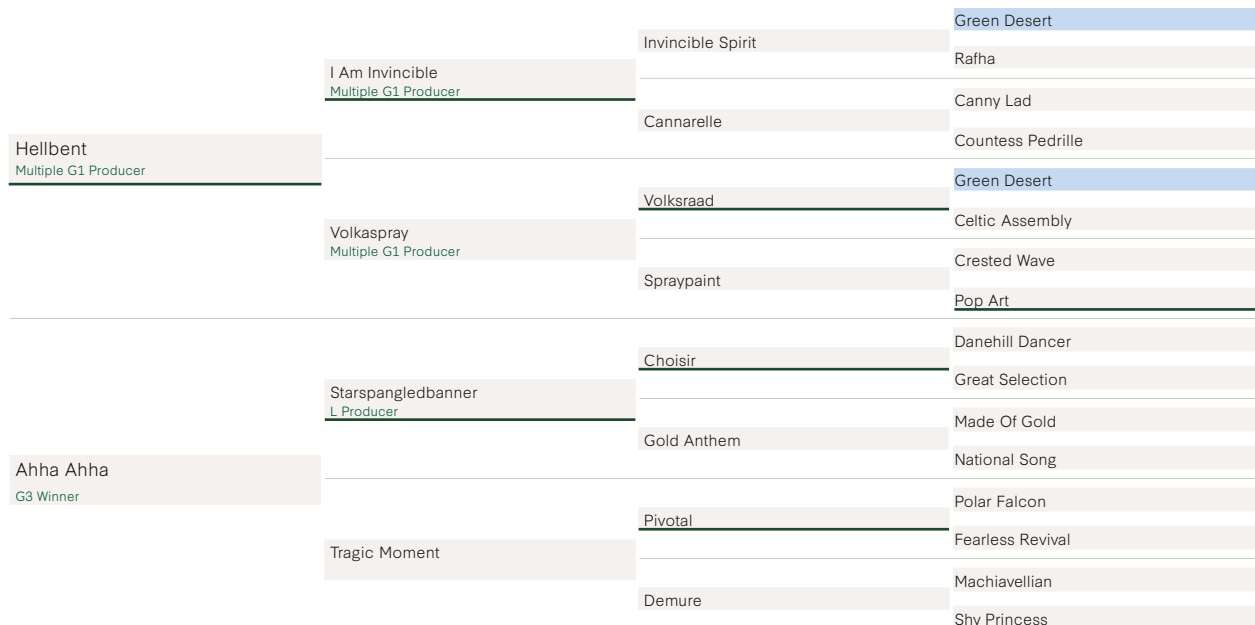 Green Desert
Invincible Spirit
Rafha
I Am Invincible
Multiple G1 Producer
Canny Lad
Cannarelle
Countess Pedrille
Hellbent
Multiple G1 Producer
Green Desert
Volksraad
Celtic Assembly
Volkaspray
Multiple G1 Producer
Crested Wave
Spraypaint
Pop Art
Danehill Dancer
Choisir
Great Selection
Starspangledbanner
L Producer
Made Of Gold
Gold Anthem
National Song
Ahha Ahha
G3 Winner
Polar Falcon
Pivotal
Fearless Revival
Tragic Moment
Machiavellian
Demure
Shy Princess